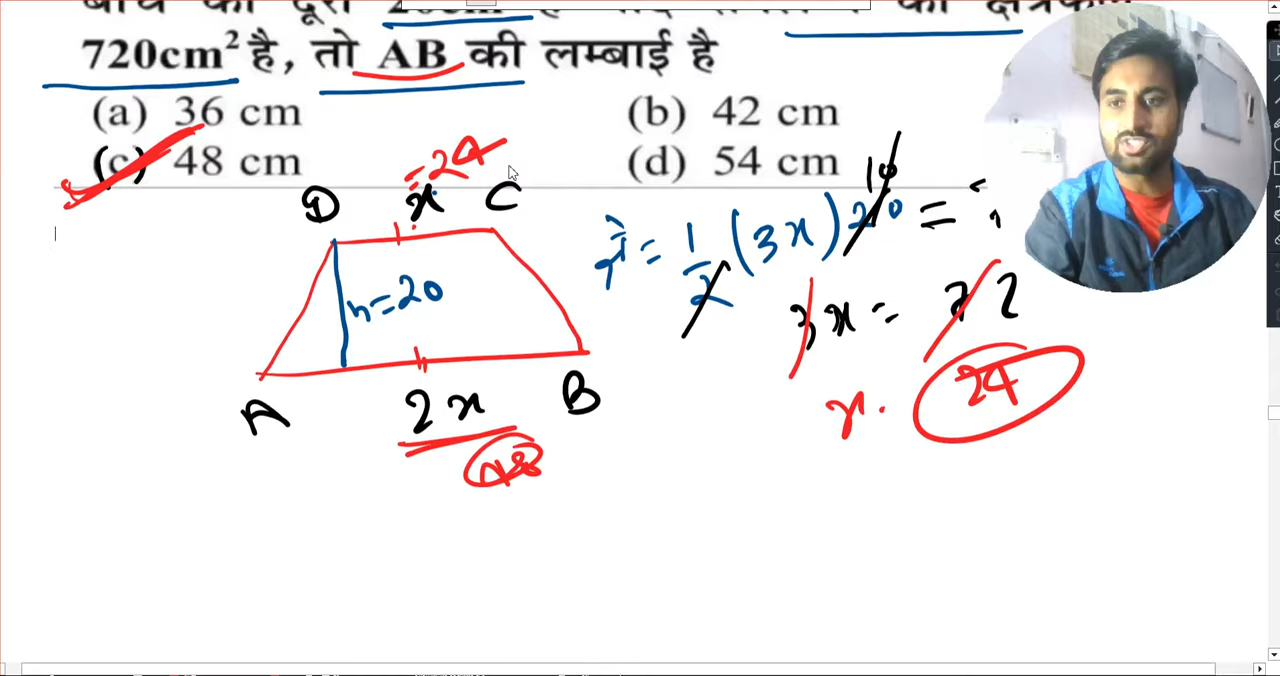 720cm² है, तो AB की लम्बाई है
(a) 36 cm (b) 42 cm
(c) 48 cm (d) 54 cm
= 24
D x C
= 1/2 (3x) 20 =
10
h=20
3x = 72
x 24
A 2x B
48